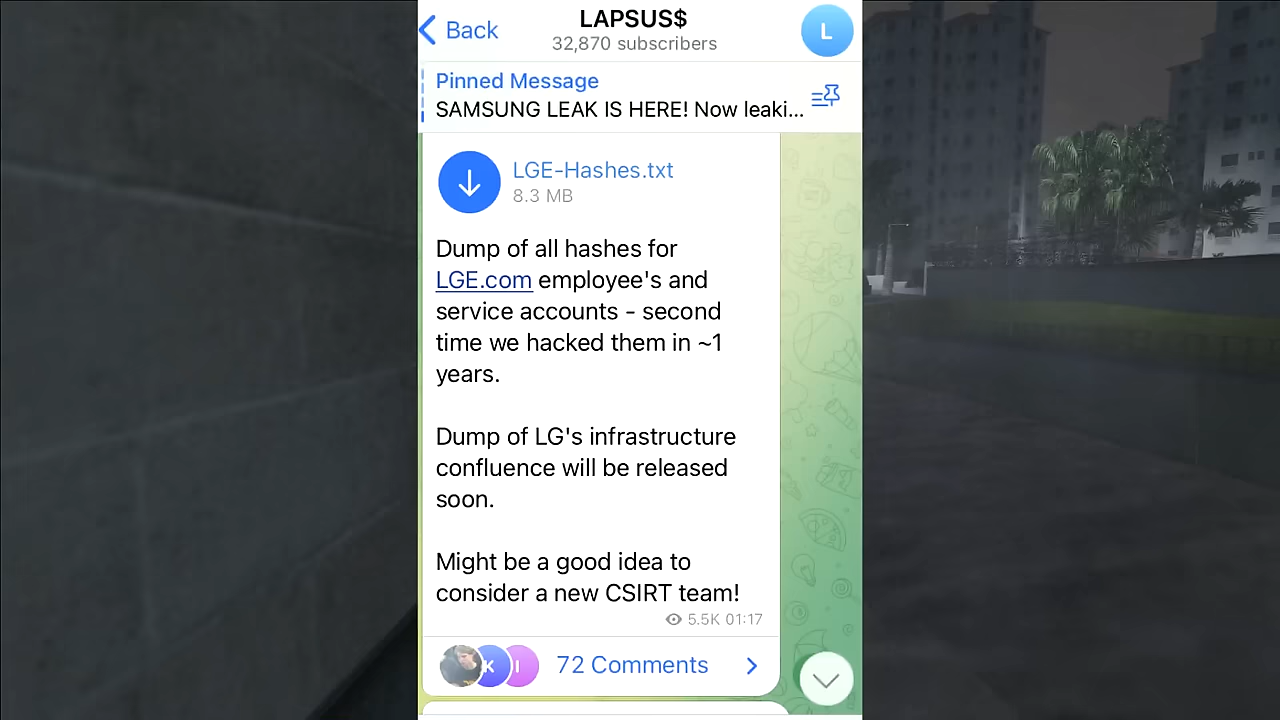 Back
LAPSUS$
32,870 subscribers
L
Pinned Message
SAMSUNG LEAK IS HERE! Now leaki...
LGE-Hashes.txt
8.3 MB
Dump of all hashes for
LGE.com employee's and
service accounts - second
time we hacked them in ~1
years.
Dump of LG's infrastructure
confluence will be released
soon.
Might be a good idea to
consider a new CSIRT team!
5.5K 01:17
K
I
72 Comments